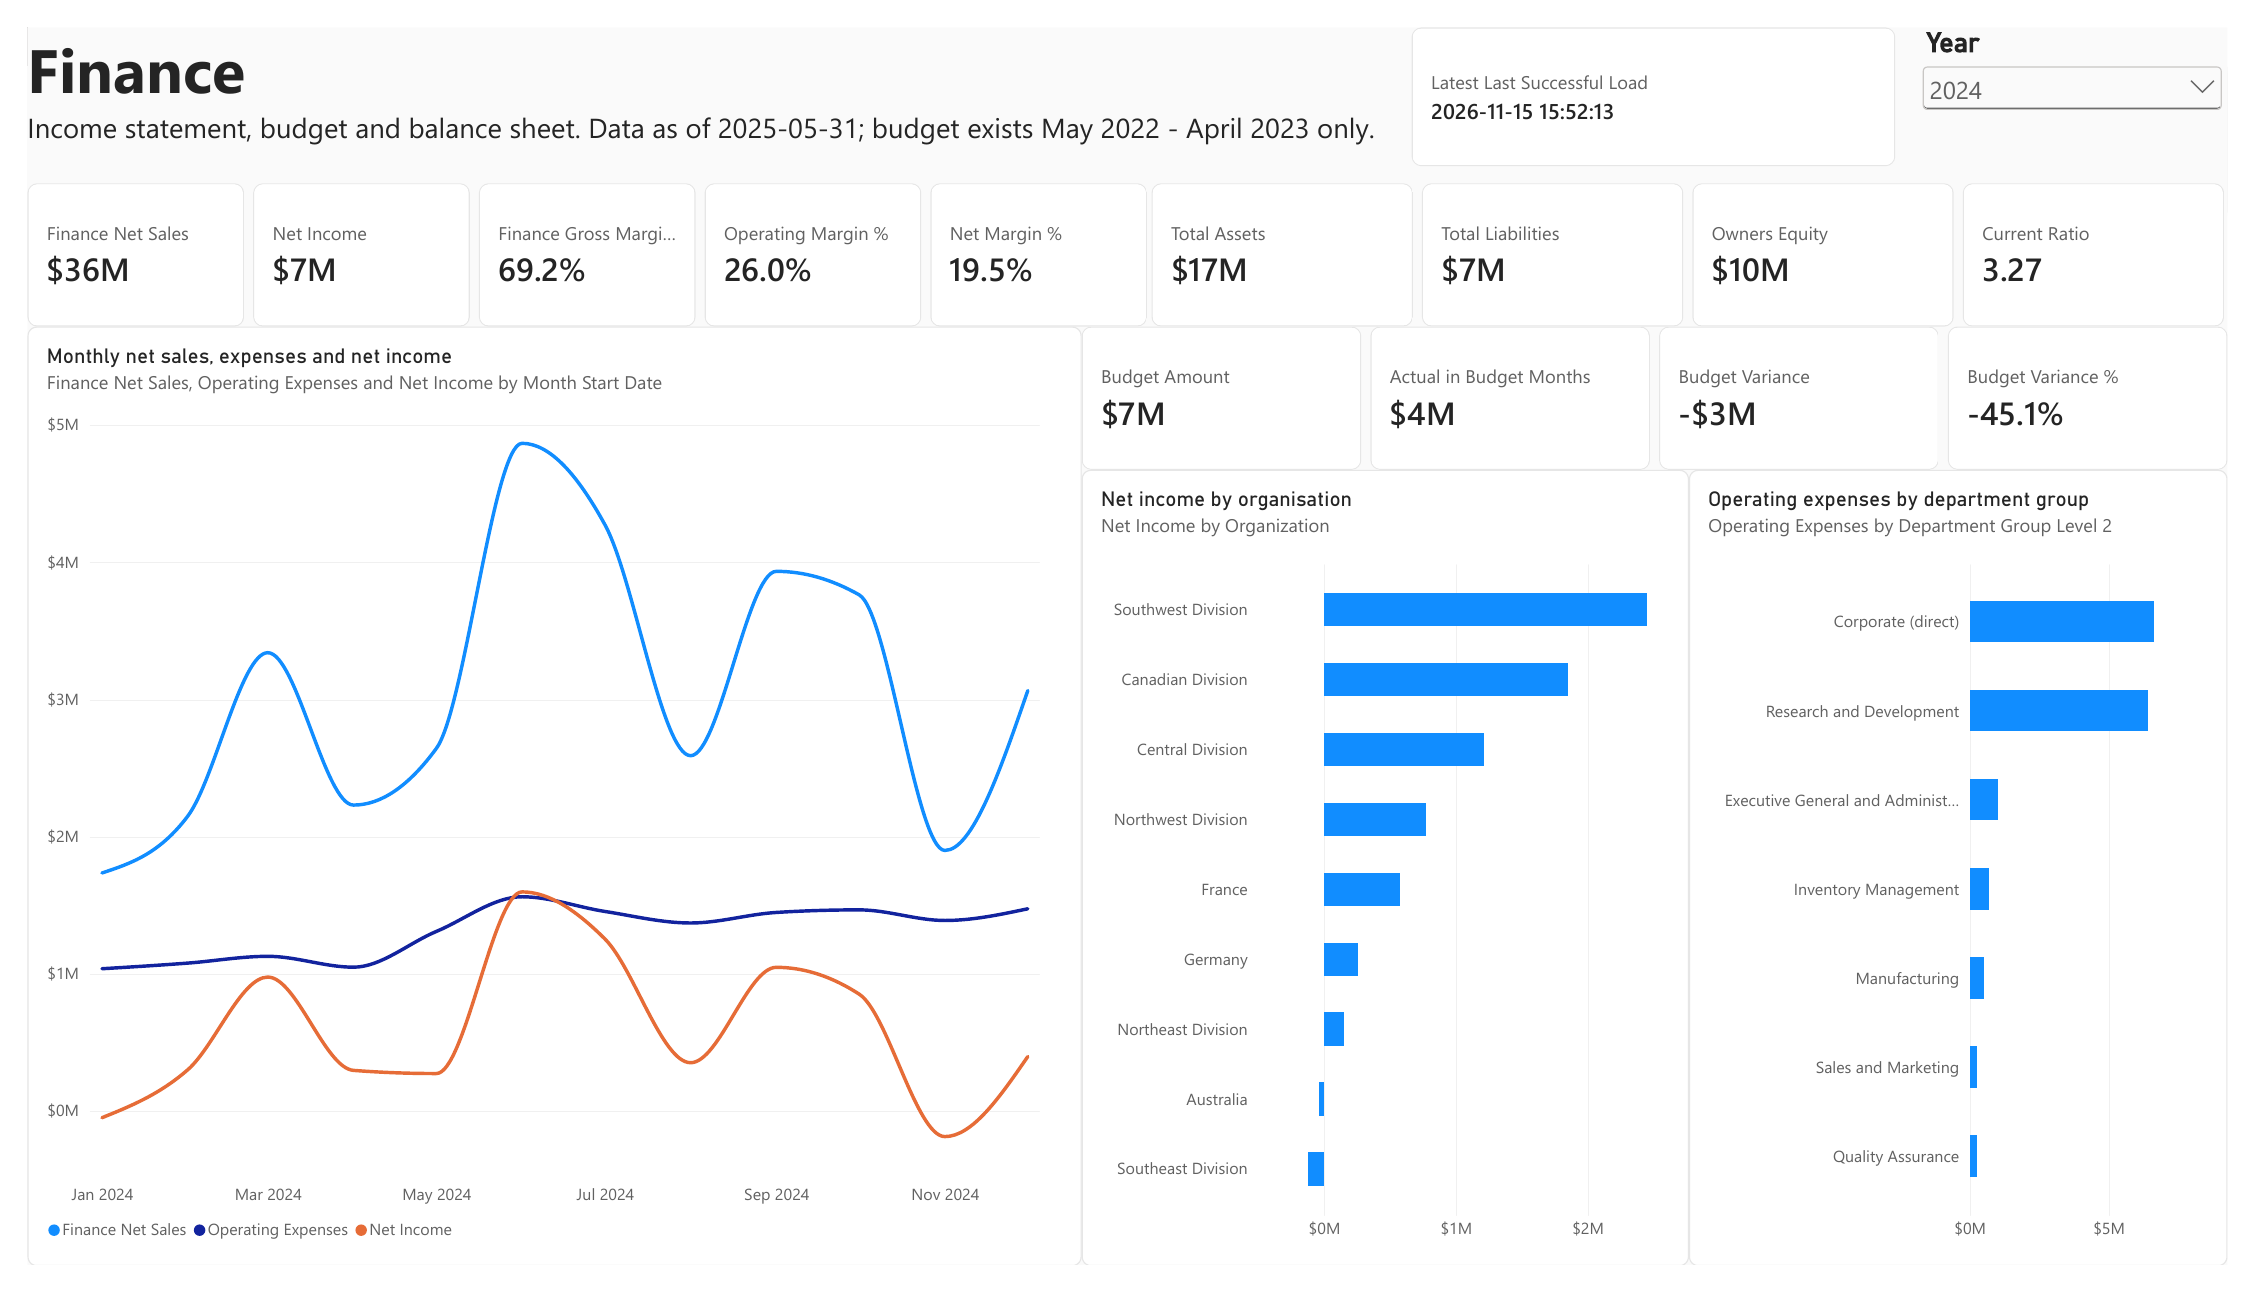 Finance
Income statement, budget and balance sheet. Data as of 2025-05-31; budget exists May 2022 - April 2023 only.
Latest Last Successful Load
2026-11-15 15:52:13
Year
2024
Finance Net Sales
$36M
Net Income
$7M
Finance Gross Margi...
69.2%
Operating Margin %
26.0%
Net Margin %
19.5%
Total Assets
$17M
Total Liabilities
$7M
Owners Equity
$10M
Current Ratio
3.27
Monthly net sales, expenses and net income
Finance Net Sales, Operating Expenses and Net Income by Month Start Date
$5M
$4M
$3M
$2M
$1M
$0M
Jan 2024
Mar 2024
May 2024
Jul 2024
Sep 2024
Nov 2024
Finance Net Sales
Operating Expenses
Net Income
Budget Amount
$7M
Actual in Budget Months
$4M
Budget Variance
-$3M
Budget Variance %
-45.1%
Net income by organisation
Net Income by Organization
Southwest Division
Canadian Division
Central Division
Northwest Division
France
Germany
Northeast Division
Australia
Southeast Division
$0M
$1M
$2M
Operating expenses by department group
Operating Expenses by Department Group Level 2
Corporate (direct)
Research and Development
Executive General and Administ...
Inventory Management
Manufacturing
Sales and Marketing
Quality Assurance
$0M
$5M